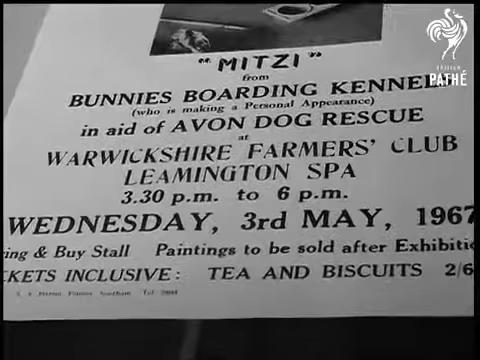 BRITISH
PATHÉ
"MITZI"
from
BUNNIES BOARDING KENNEL
(who is making a Personal Appearance)
in aid of AVON DOG RESCUE
at
WARWICKSHIRE FARMERS' CLUB
LEAMINGTON SPA
3.30 p.m. to 6 p.m.
WEDNESDAY, 3rd MAY, 1967
ing & Buy Stall Paintings to be sold after Exhibitio
KETS INCLUSIVE : TEA AND BISCUITS 2/6